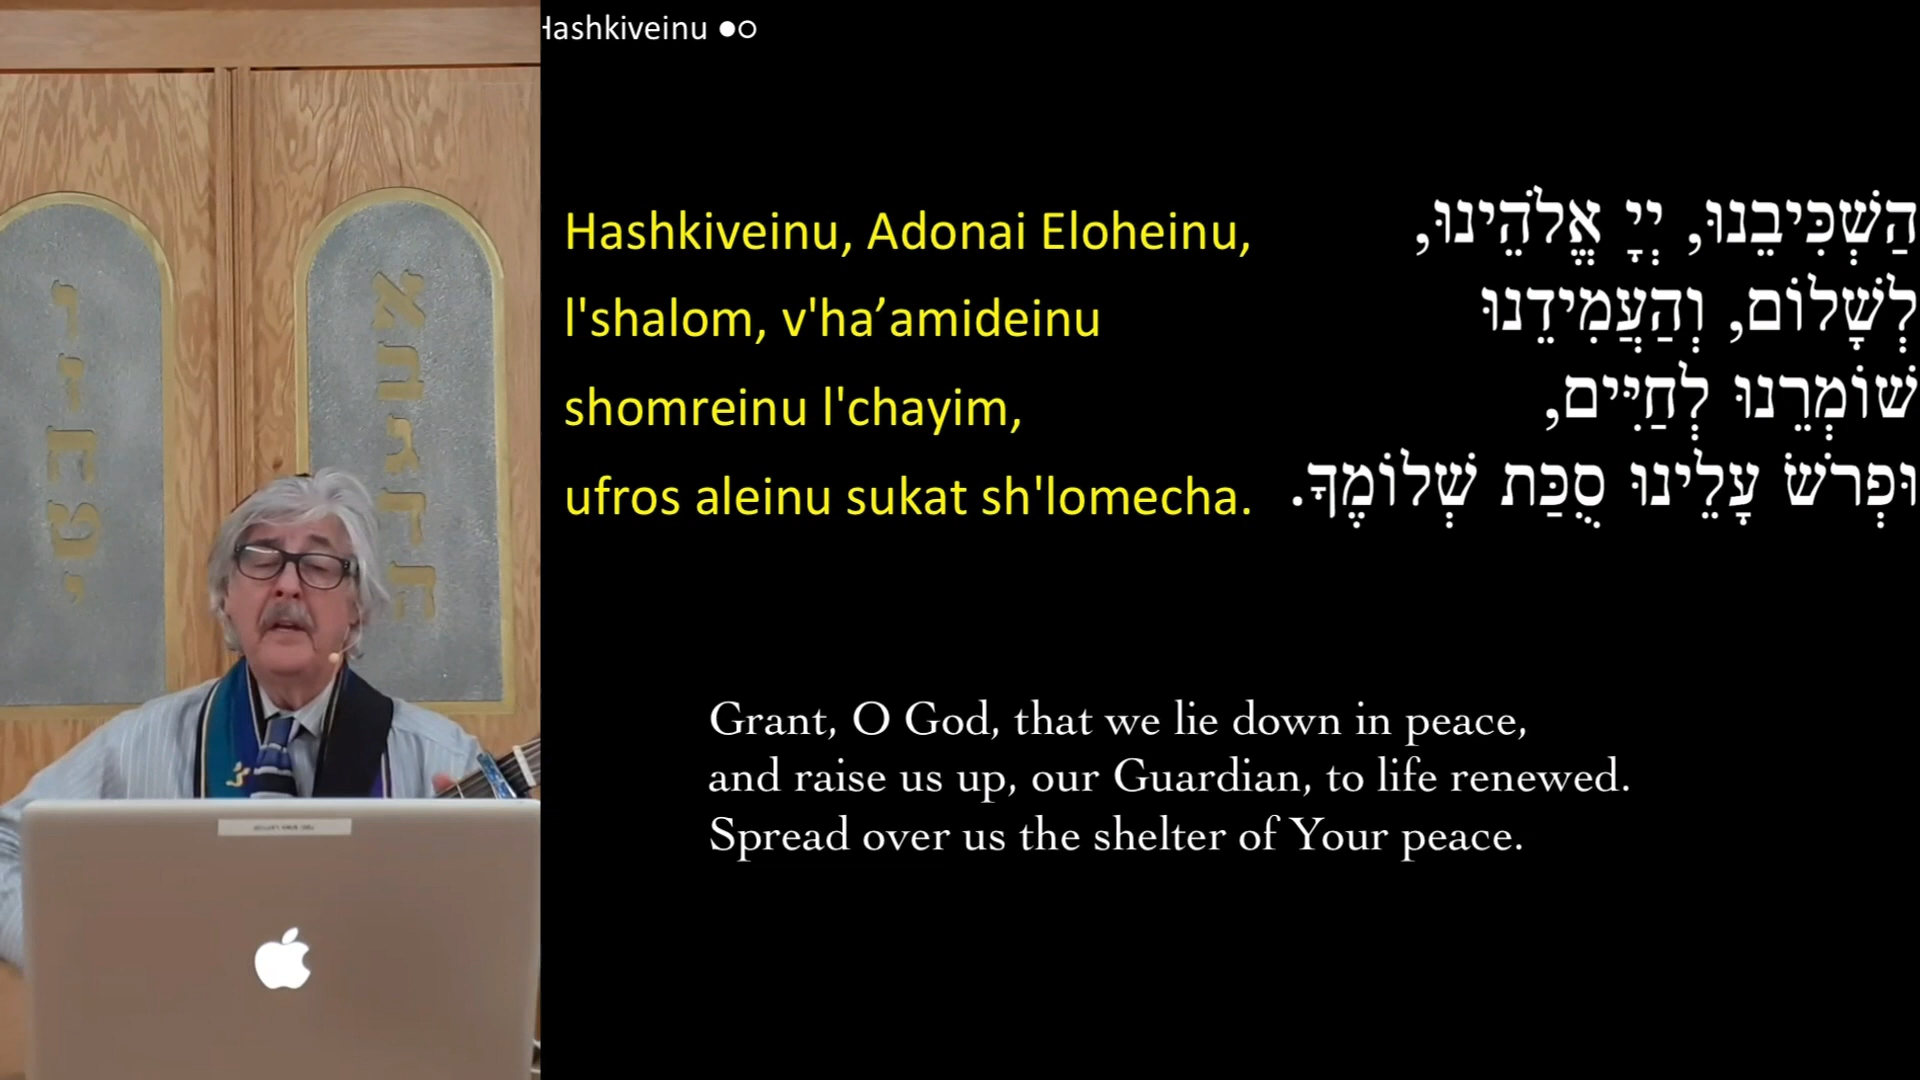 Hashkiveinu ●○
Hashkiveinu, Adonai Eloheinu,
l'shalom, v'ha’amideinu
shomreinu l'chayim,
ufros aleinu sukat sh'lomecha.
הַשְׁכִּיבֵנוּ, יְיָ אֱלֹהֵינוּ,
לְשָׁלוֹם, וְהַעֲמִידֵנוּ
שׁוֹמְרֵנוּ לְחַיִּים,
וּפְרֹשׂ עָלֵינוּ סֻכַּת שְׁלוֹמֶךָ.
Grant, O God, that we lie down in peace,
and raise us up, our Guardian, to life renewed.
Spread over us the shelter of Your peace.
א
ב
ג
ד
ה
ו
ז
ח
ט
י